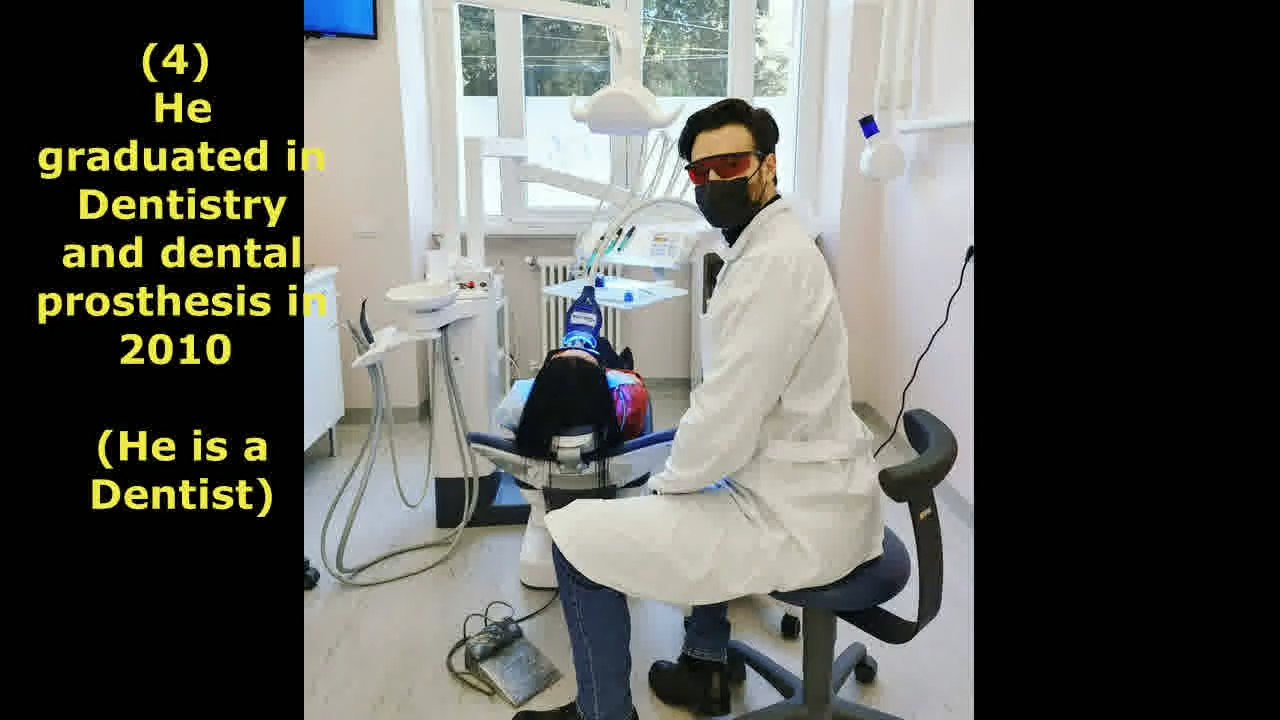 (4)
He
graduated in
Dentistry
and dental
prosthesis in
2010
(He is a
Dentist)